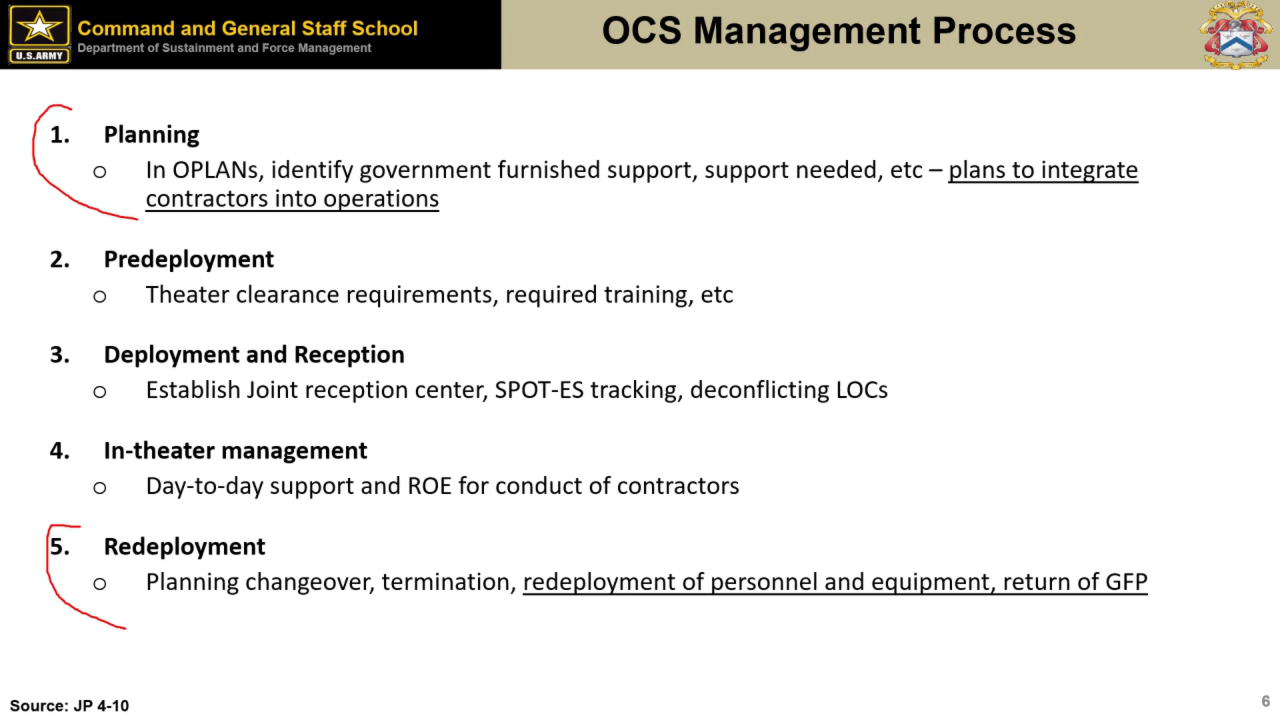 Command and General Staff School
Department of Sustainment and Force Management
U.S.ARMY
OCS Management Process
1. Planning
o In OPLANs, identify government furnished support, support needed, etc – plans to integrate
contractors into operations
2. Predeployment
o Theater clearance requirements, required training, etc
3. Deployment and Reception
o Establish Joint reception center, SPOT-ES tracking, deconflicting LOCs
4. In-theater management
o Day-to-day support and ROE for conduct of contractors
5. Redeployment
o Planning changeover, termination, redeployment of personnel and equipment, return of GFP
Source: JP 4-10
6